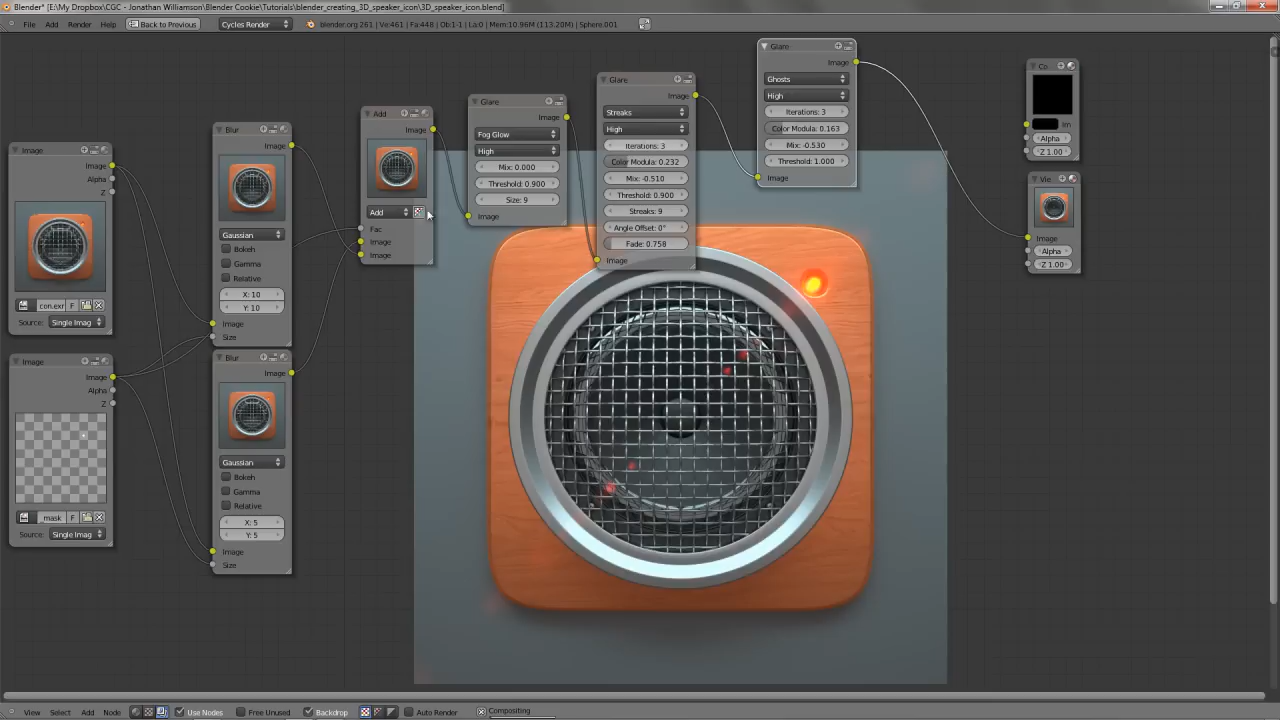 Blender* [E:\My Dropbox\CGC - Jonathan Williamson\Blender Cookie\Tutorials\blender_creating_3D_speaker_icon\3D_speaker_icon.blend]
File Add Render Help Back to Previous Cycles Render blender.org 261 | Ve:461 | Fa:448 | Ob:1-1 | La:0 | Mem:10.96M (113.20M) | Sphere.001
Image
Image
Alpha
Z
con.exr F
Source: Single Imag
Image
Image
Alpha
Z
_mask F
Source: Single Imag
Blur
Image
Gaussian
Bokeh
Gamma
Relative
X: 10
Y: 10
Image
Size
Blur
Image
Gaussian
Bokeh
Gamma
Relative
X: 5
Y: 5
Image
Size
Add
Image
Add
Fac
Image
Image
Glare
Image
Fog Glow
High
Mix: 0.000
Threshold: 0.900
Size: 9
Image
Glare
Image
Streaks
High
Iterations: 3
Color Modula: 0.232
Mix: -0.510
Threshold: 0.900
Streaks: 9
Angle Offset: 0°
Fade: 0.758
Image
Glare
Image
Ghosts
High
Iterations: 3
Color Modula: 0.163
Mix: -0.530
Threshold: 1.000
Image
Co
Im
Alpha
Z 1.00
Vie
Image
Alpha
Z 1.00
View Select Add Node Use Nodes Free Unused Backdrop Auto Render Compositing